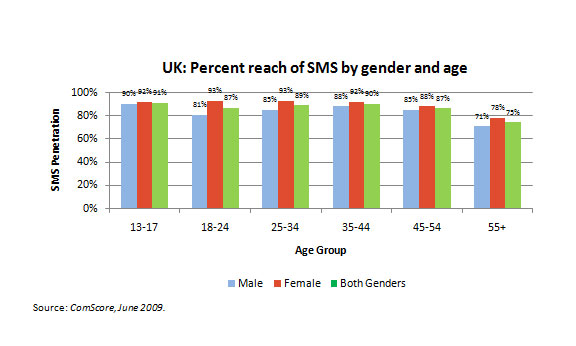 UK: Percent reach of SMS by gender and age
SMS Penetration
100%
80%
60%
40%
20%
0%
90% 92% 91%
81% 93% 87%
85% 93% 89%
88% 92% 90%
85% 88% 87%
71% 78% 75%
13-17 18-24 25-34 35-44 45-54 55+
Age Group
Male Female Both Genders
Source: ComScore, June 2009.